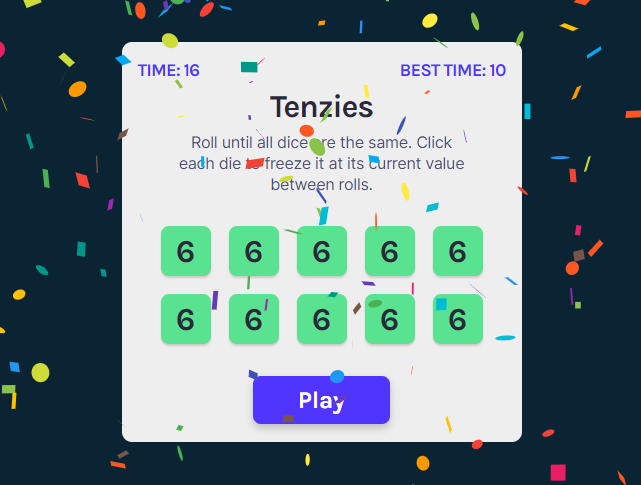 TIME: 16 BEST TIME: 10
Tenzies
Roll until all dice are the same. Click
each die to freeze it at its current value
between rolls.
6 6 6 6 6
6 6 6 6 6
Play